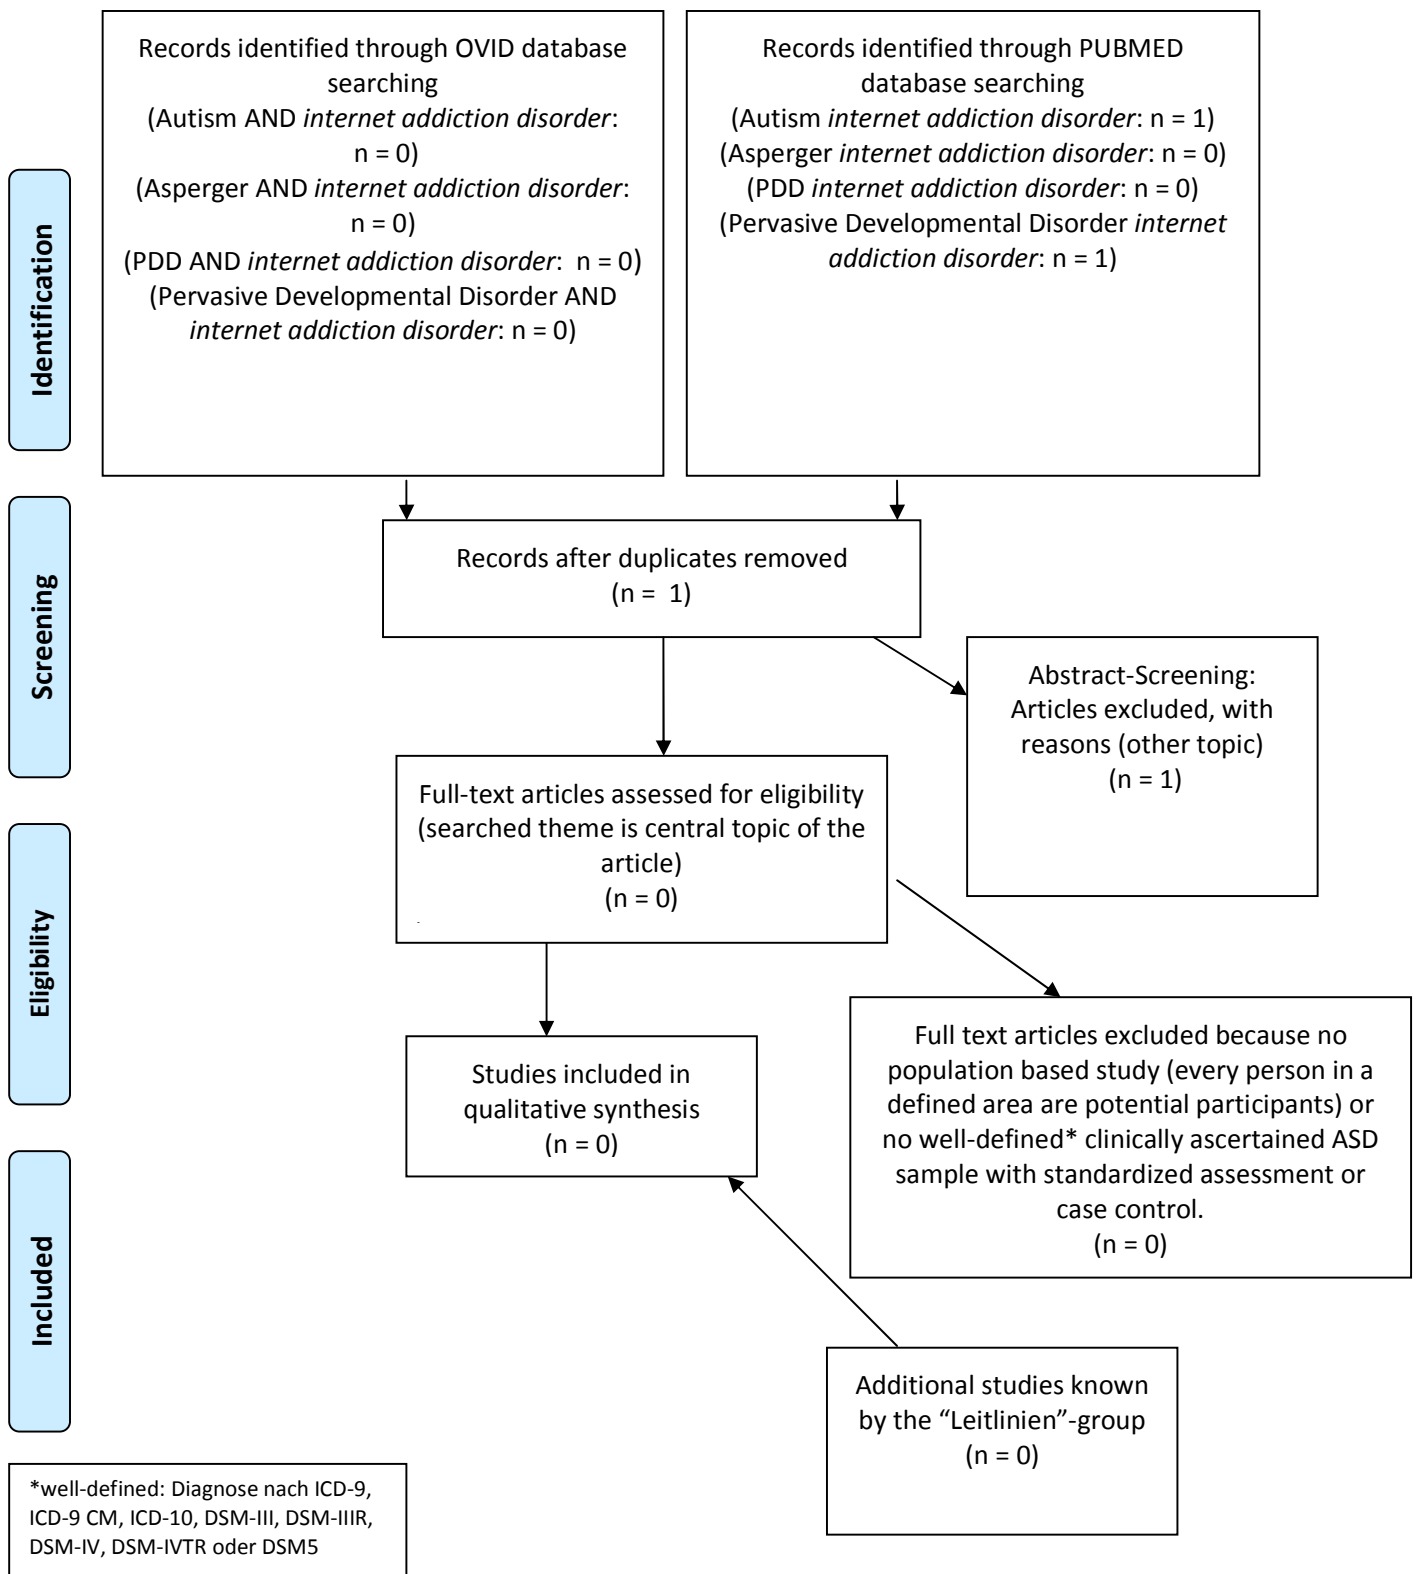 Records identified through OVID database
searching
(Autism AND internet addiction disorder:
n = 0)
(Asperger AND internet addiction disorder:
n = 0)
(PDD AND internet addiction disorder:  n = 0)
(Pervasive Developmental Disorder AND
internet addiction disorder: n = 0)
Records identified through PUBMED
database searching
(Autism internet addiction disorder: n = 1)
(Asperger internet addiction disorder: n = 0)
(PDD internet addiction disorder: n = 0)
(Pervasive Developmental Disorder internet
addiction disorder: n = 1)
Identification
Records after duplicates removed
(n =  1)
Screening
Abstract-Screening:
Articles excluded, with
reasons (other topic)
(n = 1)
Full-text articles assessed for eligibility
(searched theme is central topic of the
article)
(n = 0)
Eligibility
Full text articles excluded because no
population based study (every person in a
defined area are potential participants) or
no well-defined* clinically ascertained ASD
sample with standardized assessment or
case control.
(n = 0)
Studies included in
qualitative synthesis
(n = 0)
Included
Additional studies known
by the “Leitlinien”-group
(n = 0)
*well-defined: Diagnose nach ICD-9,
ICD-9 CM, ICD-10, DSM-III, DSM-IIIR,
DSM-IV, DSM-IVTR oder DSM5